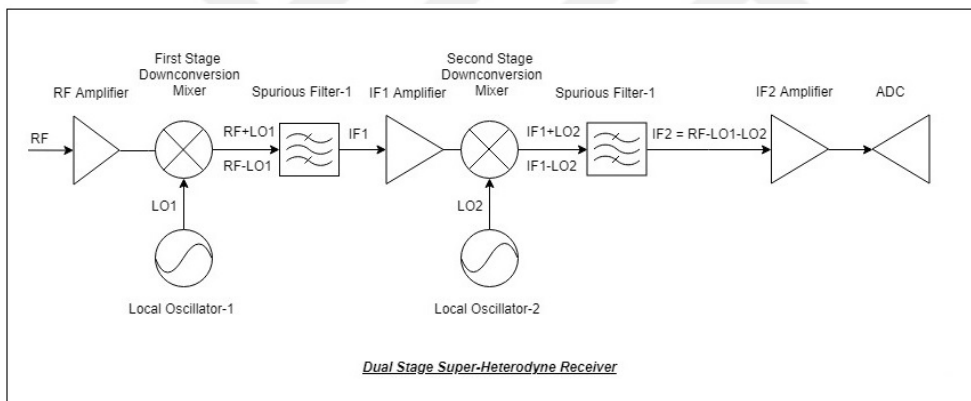 First Stage
Downconversion
Mixer
Second Stage
Downconversion
Mixer
RF Amplifier
Spurious Filter-1
IF1 Amplifier
Spurious Filter-1
IF2 Amplifier
ADC
RF
RF+LO1
RF-LO1
IF1
IF1+LO2
IF1-LO2
IF2 = RF-LO1-LO2
LO1
LO2
Local Oscillator-1
Local Oscillator-2
Dual Stage Super-Heterodyne Receiver